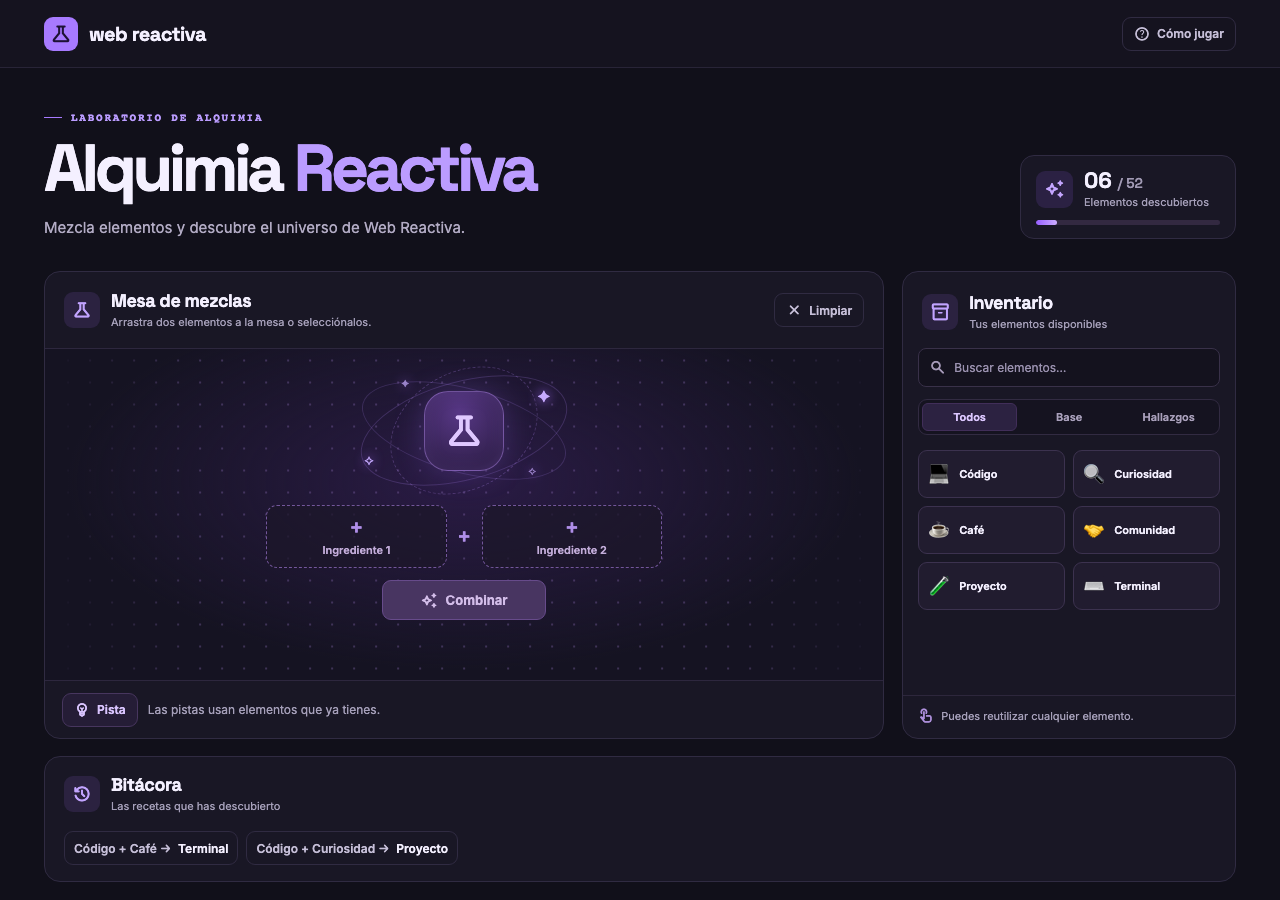 web reactiva
Cómo jugar
LABORATORIO DE ALQUIMIA
Alquimia Reactiva
Mezcla elementos y descubre el universo de Web Reactiva.
06 / 52
Elementos descubiertos
Mesa de mezclas
Arrastra dos elementos a la mesa o selecciónalos.
Limpiar
+
Ingrediente 1
+
+
Ingrediente 2
Combinar
Pista
Las pistas usan elementos que ya tienes.
Inventario
Tus elementos disponibles
Buscar elementos...
Todos
Base
Hallazgos
Código
Curiosidad
Café
Comunidad
Proyecto
Terminal
Puedes reutilizar cualquier elemento.
Bitácora
Las recetas que has descubierto
Código + Café → Terminal
Código + Curiosidad → Proyecto